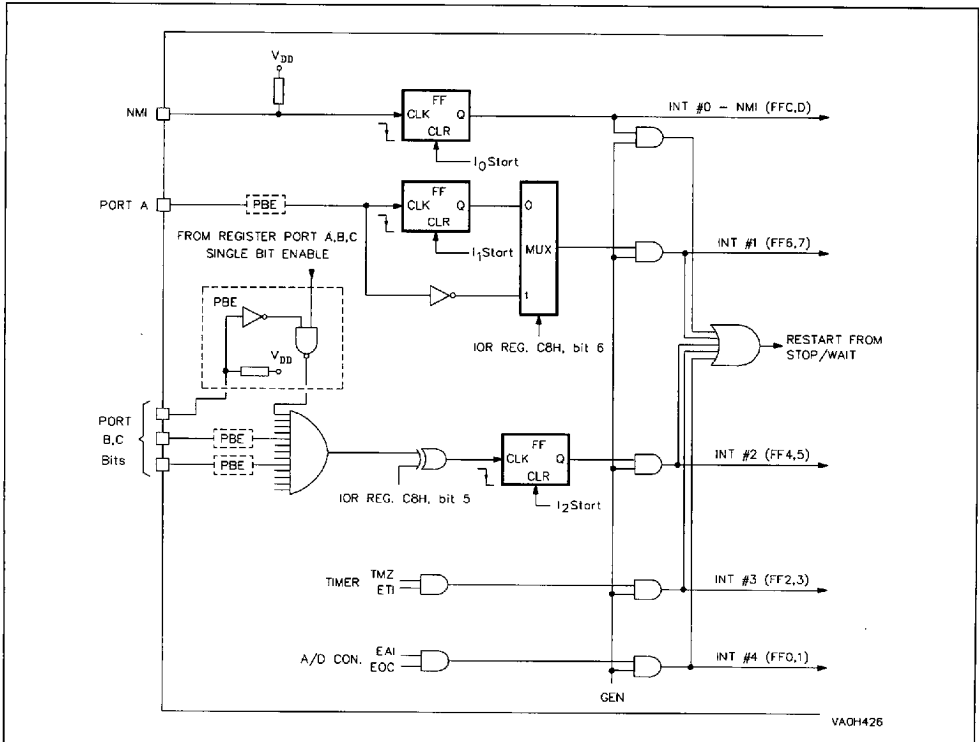 V_DD
NMI
FF
CLK Q
CLR
I_0Start
INT #0 - NMI (FFC,D)
PORT A
PBE
FF
CLK Q
CLR
I_1Start
0
MUX
1
IOR REG. C8H, bit 6
INT #1 (FF6,7)
FROM REGISTER PORT A,B,C
SINGLE BIT ENABLE
PBE
V_DD
RESTART FROM
STOP/WAIT
PORT
B,C
Bits
PBE
PBE
IOR REG. C8H, bit 5
FF
CLK Q
CLR
I_2Start
INT #2 (FF4,5)
TIMER
TMZ
ETI
INT #3 (FF2,3)
A/D CON.
EAI
EOC
INT #4 (FF0,1)
GEN
VA0H426